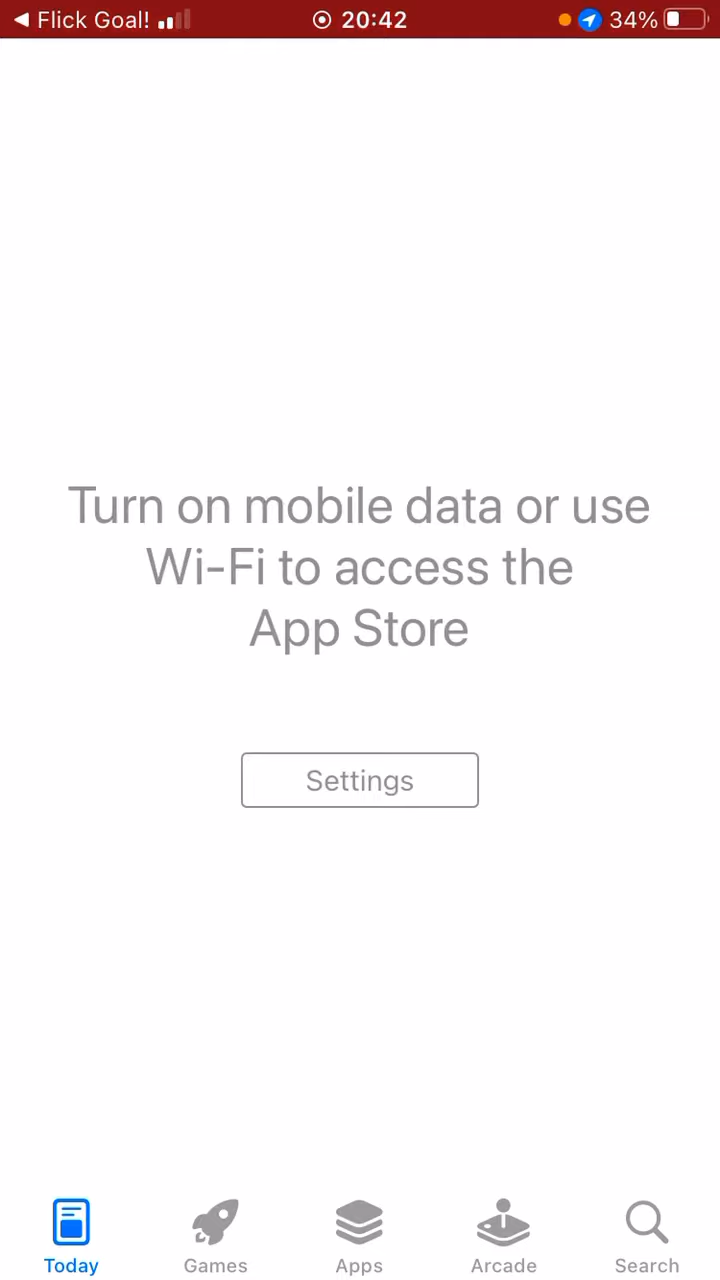 Flick Goal! 20:42 34%
Turn on mobile data or use
Wi-Fi to access the
App Store
Settings
Today Games Apps Arcade Search